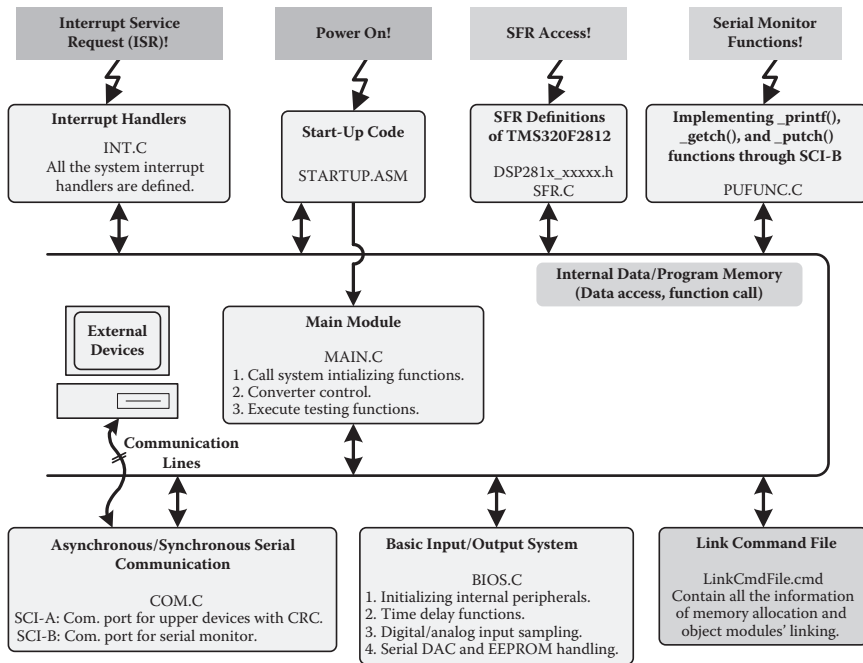 Interrupt Service
Request (ISR)!
Power On!
SFR Access!
Serial Monitor
Functions!
Interrupt Handlers
INT.C
All the system interrupt
handlers are defined.
Start-Up Code
STARTUP.ASM
SFR Definitions
of TMS320F2812
DSP281x_xxxxx.h
SFR.C
Implementing _printf(),
_getch(), and _putch()
functions through SCI-B
PUFUNC.C
Internal Data/Program Memory
(Data access, function call)
External
Devices
Main Module
MAIN.C
1. Call system intializing functions.
2. Converter control.
3. Execute testing functions.
Communication
Lines
Asynchronous/Synchronous Serial
Communication
COM.C
SCI-A: Com. port for upper devices with CRC.
SCI-B: Com. port for serial monitor.
Basic Input/Output System
BIOS.C
1. Initializing internal peripherals.
2. Time delay functions.
3. Digital/analog input sampling.
4. Serial DAC and EEPROM handling.
Link Command File
LinkCmdFile.cmd
Contain all the information
of memory allocation and
object modules' linking.